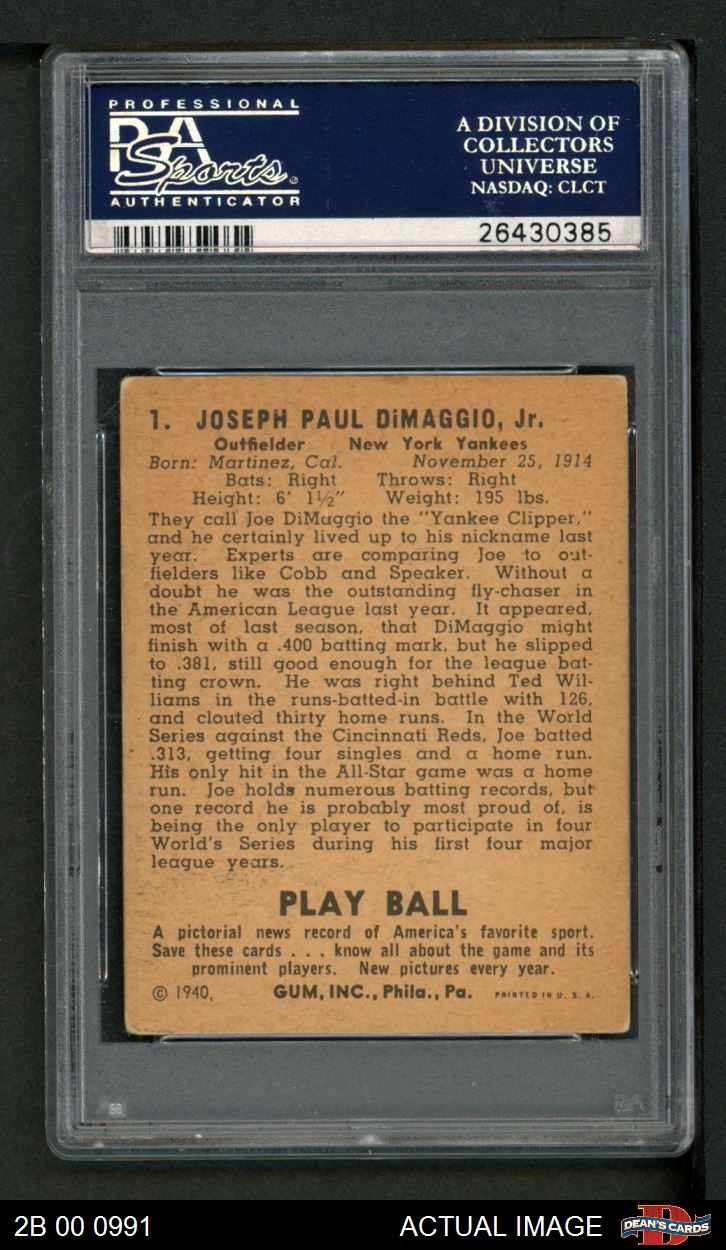 PROFESSIONAL
PSA
Sports
AUTHENTICATOR
A DIVISION OF
COLLECTORS
UNIVERSE
NASDAQ: CLCT
26430385
1. JOSEPH PAUL DiMAGGIO, Jr.
Outfielder New York Yankees
Born: Martinez, Cal. November 25, 1914
Bats: Right Throws: Right
Height: 6' 1½" Weight: 195 lbs.
They call Joe DiMaggio the "Yankee Clipper,"
and he certainly lived up to his nickname last
year. Experts are comparing Joe to out-
fielders like Cobb and Speaker. Without a
doubt he was the outstanding fly-chaser in
the American League last year. It appeared,
most of last season, that DiMaggio might
finish with a .400 batting mark, but he slipped
to .381, still good enough for the league bat-
ting crown. He was right behind Ted Wil-
liams in the runs-batted-in battle with 126,
and clouted thirty home runs. In the World
Series against the Cincinnati Reds, Joe batted
.313, getting four singles and a home run.
His only hit in the All-Star game was a home
run. Joe holds numerous batting records, but
one record he is probably most proud of, is
being the only player to participate in four
World's Series during his first four major
league years.
PLAY BALL
A pictorial news record of America's favorite sport.
Save these cards . . . know all about the game and its
prominent players. New pictures every year.
© 1940, GUM, INC., Phila., Pa. PRINTED IN U. S. A.
PSA
2B 00 0991 ACTUAL IMAGE
DEAN'S CARDS